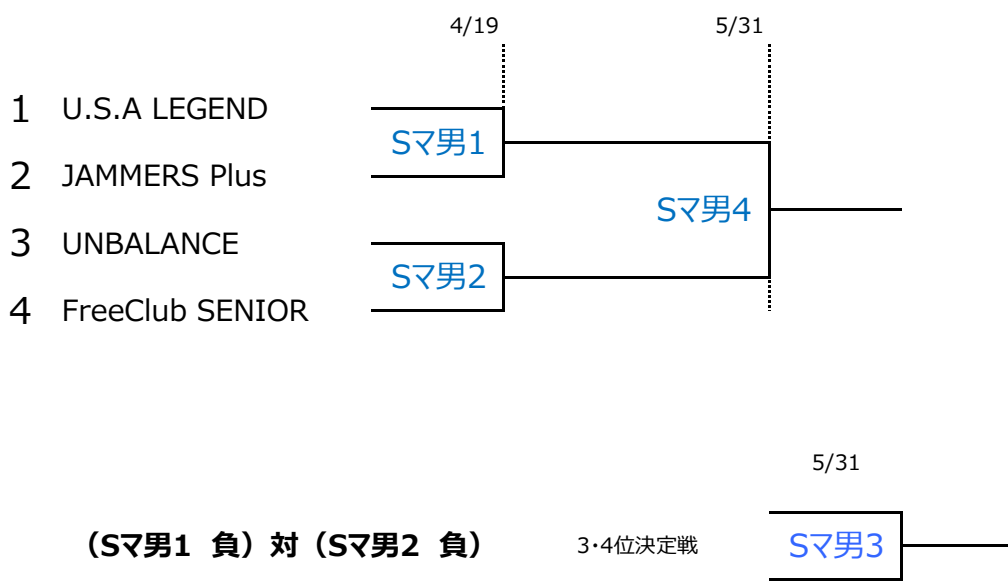 4/19 5/31
1 U.S.A LEGEND
Sマ男1
2 JAMMERS Plus
Sマ男4
3 UNBALANCE
Sマ男2
4 FreeClub SENIOR
5/31
（Sマ男1 負）対（Sマ男2 負） 3・4位決定戦 Sマ男3